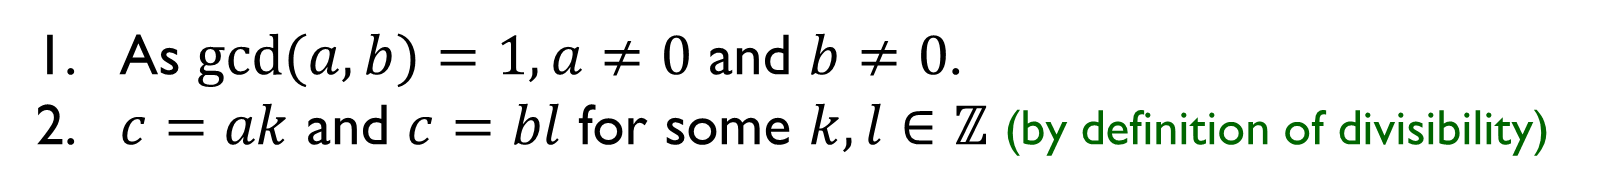 1. As gcd(𝑎, 𝑏) = 1, 𝑎 ≠ 0 and 𝑏 ≠ 0.
2. 𝑐 = 𝑎𝑘 and 𝑐 = 𝑏𝑙 for some 𝑘, 𝑙 ∈ ℤ (by definition of divisibility)